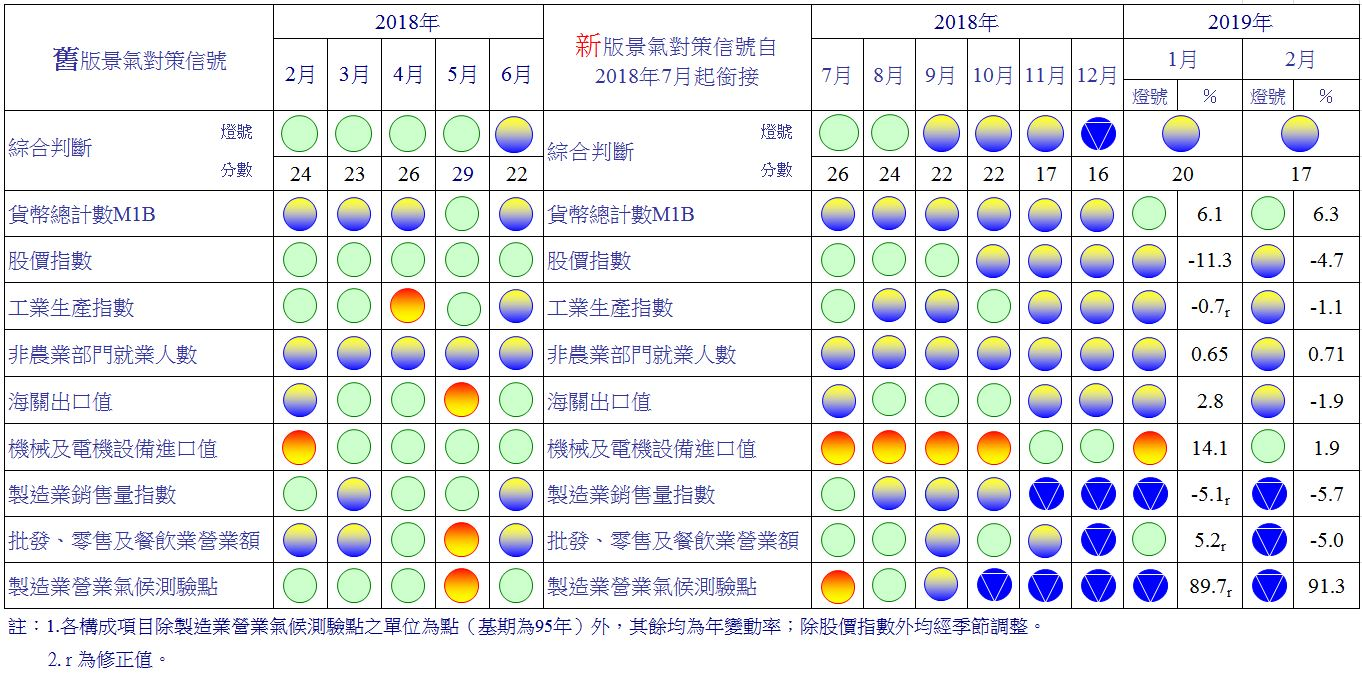 舊版景氣對策信號 2018年 新版景氣對策信號自2018年7月起銜接 2018年 2019年
2月 3月 4月 5月 6月 7月 8月 9月 10月 11月 12月 1月 2月
燈號 % 燈號 %
綜合判斷 燈號 綜合判斷 燈號
分數 24 23 26 29 22 分數 26 24 22 22 17 16 20 17
貨幣總計數M1B 貨幣總計數M1B 6.1 6.3
股價指數 股價指數 -11.3 -4.7
工業生產指數 工業生產指數 -0.7r -1.1
非農業部門就業人數 非農業部門就業人數 0.65 0.71
海關出口值 海關出口值 2.8 -1.9
機械及電機設備進口值 機械及電機設備進口值 14.1 1.9
製造業銷售量指數 製造業銷售量指數 -5.1r -5.7
批發、零售及餐飲業營業額 批發、零售及餐飲業營業額 5.2r -5.0
製造業營業氣候測驗點 製造業營業氣候測驗點 89.7r 91.3
註：1.各構成項目除製造業營業氣候測驗點之單位為點（基期為95年）外，其餘均為年變動率；除股價指數外均經季節調整。
2. r 為修正值。